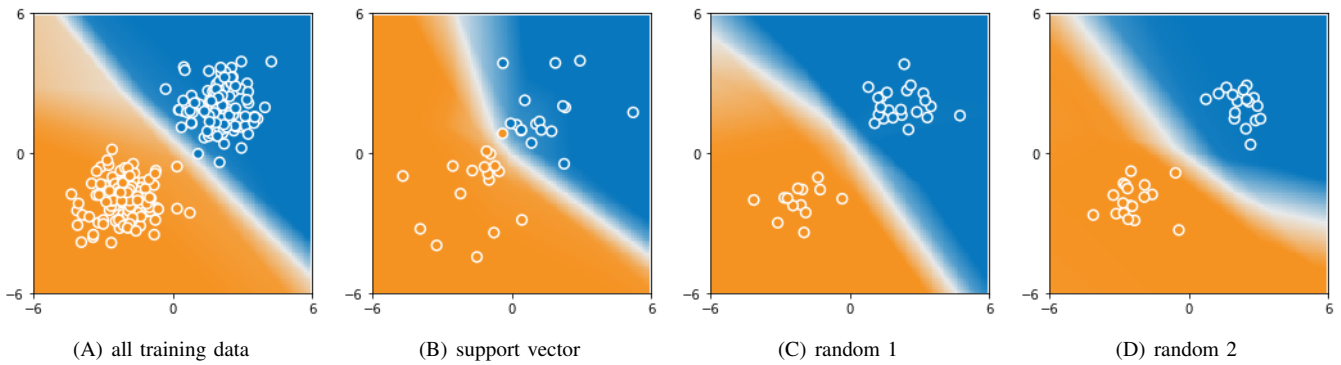 6 6 6 6
0 0 0 0
−6 −6 −6 −6
−6 0 6 −6 0 6 −6 0 6 −6 0 6
(A) all training data (B) support vector (C) random 1 (D) random 2